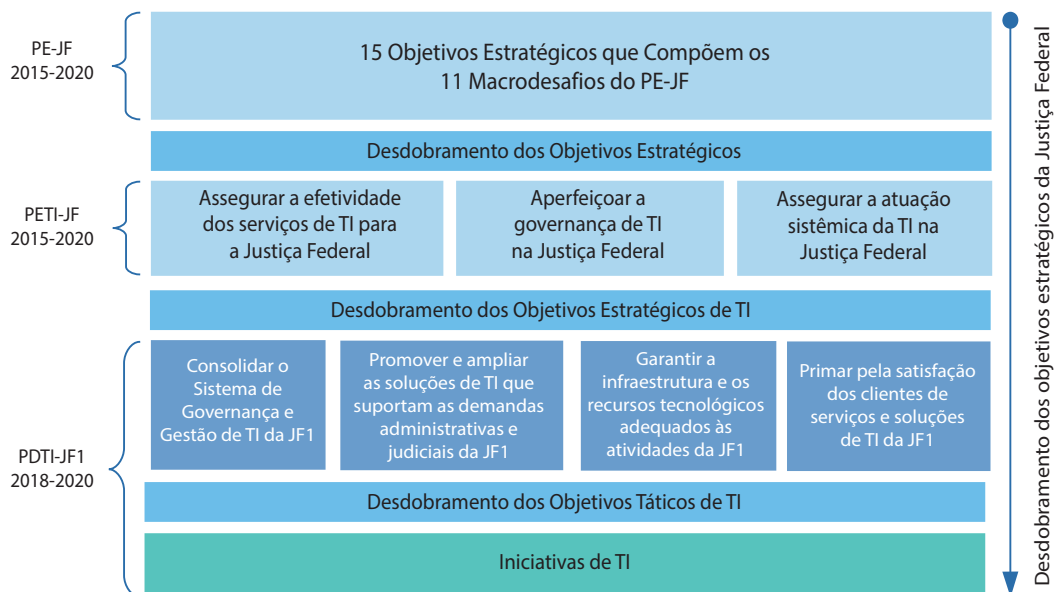 PE-JF
2015-2020
15 Objetivos Estratégicos que Compõem os
11 Macrodesafios do PE-JF
Desdobramento dos Objetivos Estratégicos
PETI-JF
2015-2020
Assegurar a efetividade
dos serviços de TI para
a Justiça Federal
Aperfeiçoar a
governança de TI
na Justiça Federal
Assegurar a atuação
sistêmica da TI na
Justiça Federal
Desdobramento dos Objetivos Estratégicos de TI
PDTI-JF1
2018-2020
Consolidar o
Sistema de
Governança e
Gestão de TI da JF1
Promover e ampliar
as soluções de TI que
suportam as demandas
administrativas e
judiciais da JF1
Garantir a
infraestrutura e os
recursos tecnológicos
adequados às
atividades da JF1
Primar pela satisfação
dos clientes de
serviços e soluções
de TI da JF1
Desdobramento dos Objetivos Táticos de TI
Iniciativas de TI
Desdobramento dos objetivos estratégicos da Justiça Federal